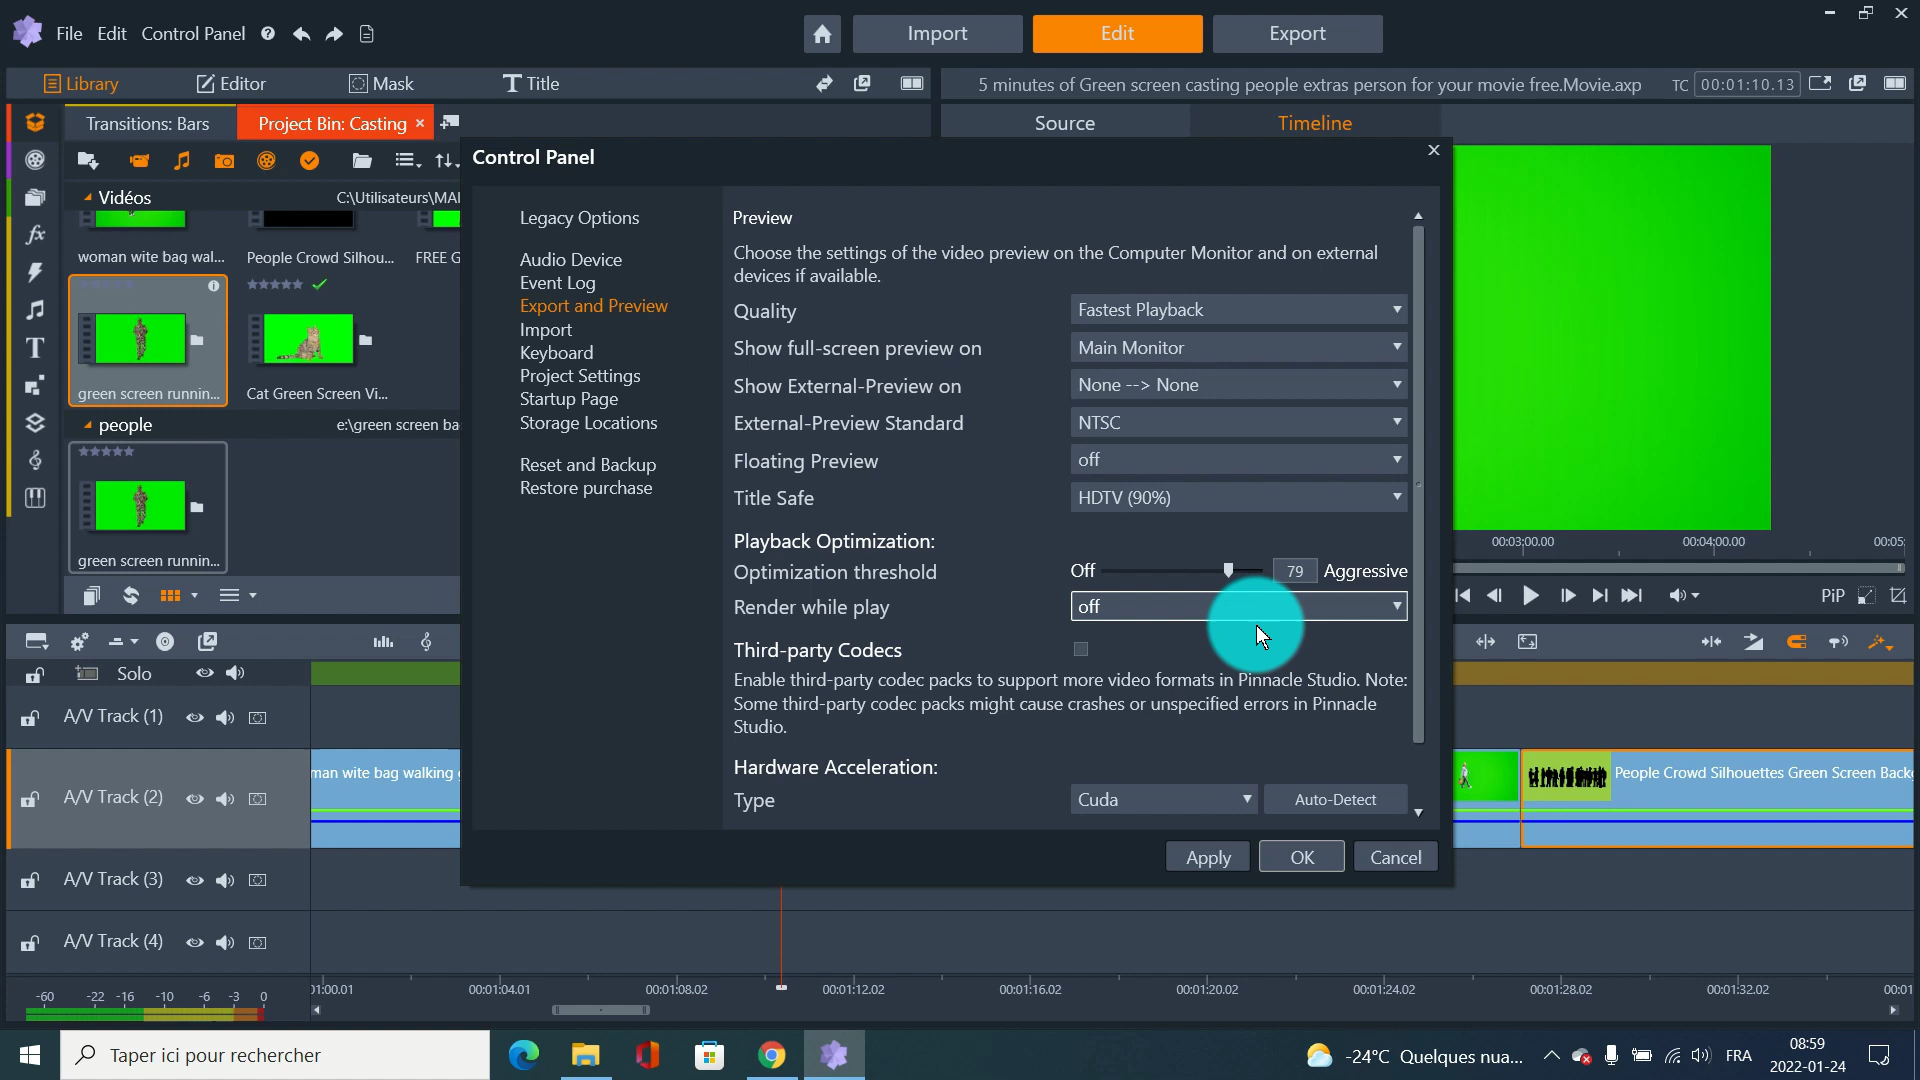 File Edit Control Panel
Import
Edit
Export
Library
Editor
Mask
Title
5 minutes of Green screen casting people extras person for your movie free.Movie.axp
TC 00:01:10.13
Transitions: Bars
Project Bin: Casting ×
Source
Timeline
Vidéos
C:\Utilisateurs\MAI
woman wite bag wal...
People Crowd Silhou...
FREE G
green screen runnin...
Cat Green Screen Vi...
people
e:\green screen ba
green screen runnin...
Control Panel
Legacy Options
Audio Device
Event Log
Export and Preview
Import
Keyboard
Project Settings
Startup Page
Storage Locations
Reset and Backup
Restore purchase
Preview
Choose the settings of the video preview on the Computer Monitor and on external
devices if available.
Quality
Fastest Playback
Show full-screen preview on
Main Monitor
Show External-Preview on
None --> None
External-Preview Standard
NTSC
Floating Preview
off
Title Safe
HDTV (90%)
Playback Optimization:
Optimization threshold
Off
79
Aggressive
Render while play
off
Third-party Codecs
Enable third-party codec packs to support more video formats in Pinnacle Studio. Note:
Some third-party codec packs might cause crashes or unspecified errors in Pinnacle
Studio.
Hardware Acceleration:
Type
Cuda
Auto-Detect
Apply
OK
Cancel
00:03:00.00
00:04:00.00
00:05:
PiP
Solo
A/V Track (1)
A/V Track (2)
man wite bag walking
People Crowd Silhouettes Green Screen Back
A/V Track (3)
A/V Track (4)
-60 -22 -16 -10 -6 -3 0
01:00.01
00:01:04.01
00:01:08.02
00:01:12.02
00:01:16.02
00:01:20.02
00:01:24.02
00:01:28.02
00:01:32.02
00:01
Taper ici pour rechercher
-24°C Quelques nua...
FRA
08:59
2022-01-24